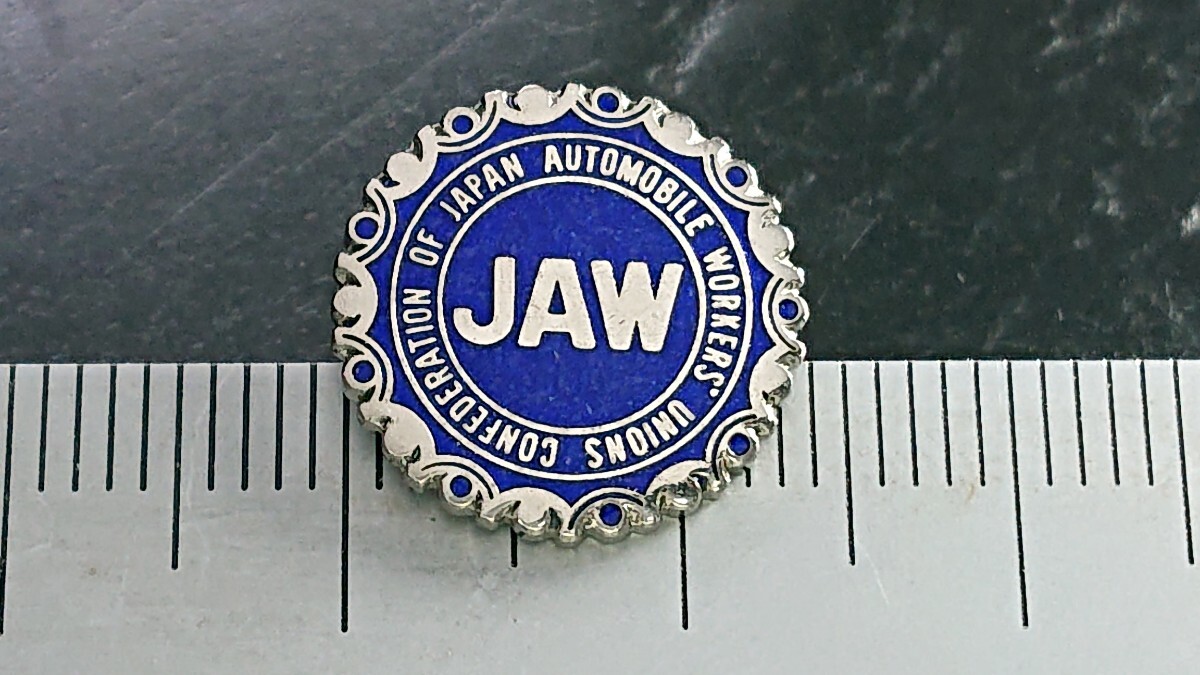 CONFEDERATION OF JAPAN AUTOMOBILE WORKERS' UNIONS
JAW